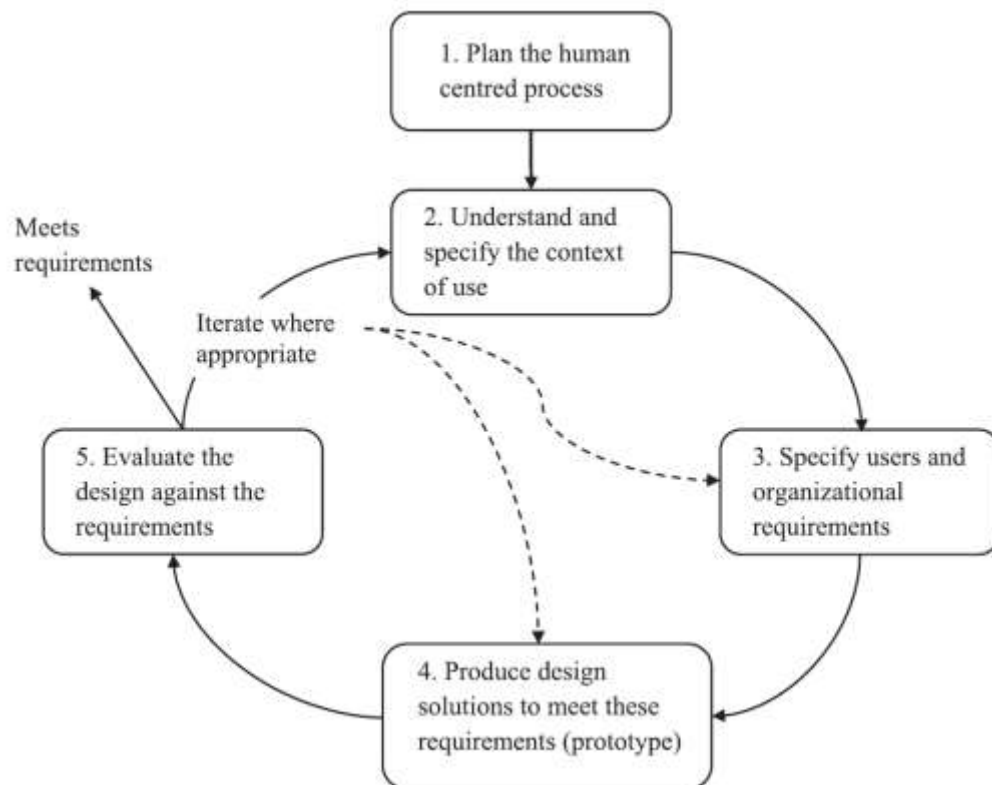 1. Plan the human
centred process
2. Understand and
specify the context
of use
Meets
requirements
Iterate where
appropriate
5. Evaluate the
design against the
requirements
3. Specify users and
organizational
requirements
4. Produce design
solutions to meet these
requirements (prototype)